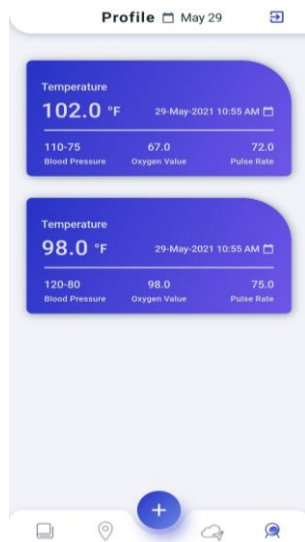 Profile May 29
Temperature
102.0 °F 29-May-2021 10:55 AM
110-75 67.0 72.0
Blood Pressure Oxygen Value Pulse Rate
Temperature
98.0 °F 29-May-2021 10:55 AM
120-80 98.0 75.0
Blood Pressure Oxygen Value Pulse Rate
+